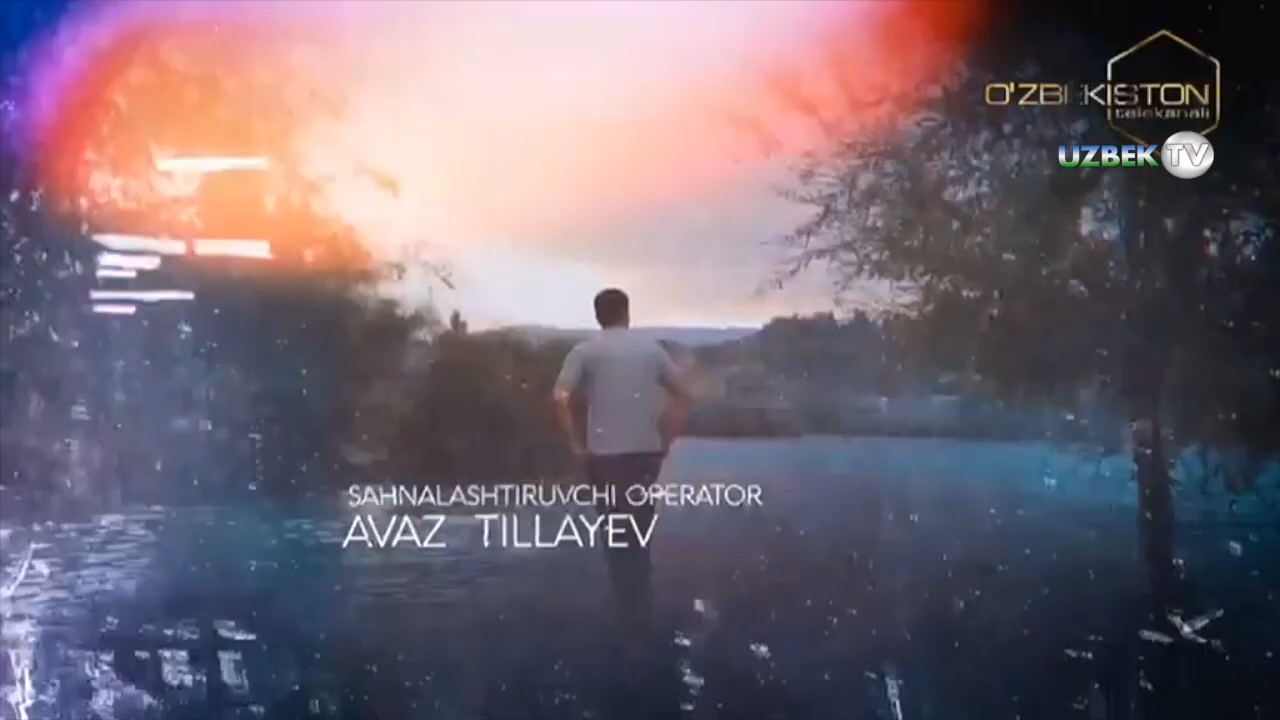 O'ZBEKISTON
telekanali
UZBEK TV
SAHNALASHTIRUVCHI OPERATOR
AVAZ TILLAYEV